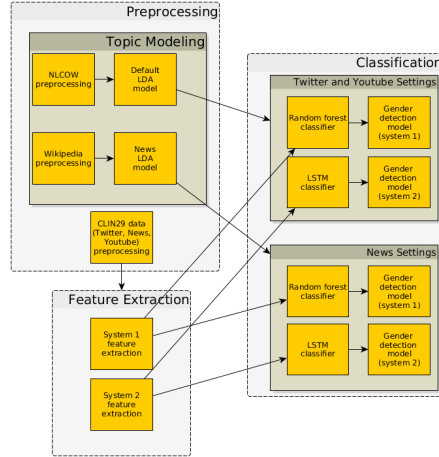 Preprocessing
Topic Modeling
NLCOW
preprocessing
Default
LDA
model
Wikipedia
preprocessing
News
LDA
model
CLIN29 data
(Twitter, News,
Youtube)
preprocessing
Feature Extraction
System 1
feature
extraction
System 2
feature
extraction
Classification
Twitter and Youtube Settings
Random forest
classifier
Gender
detection
model
(system 1)
LSTM
classifier
Gender
detection
model
(system 2)
News Settings
Random forest
classifier
Gender
detection
model
(system 1)
LSTM
classifier
Gender
detection
model
(system 2)